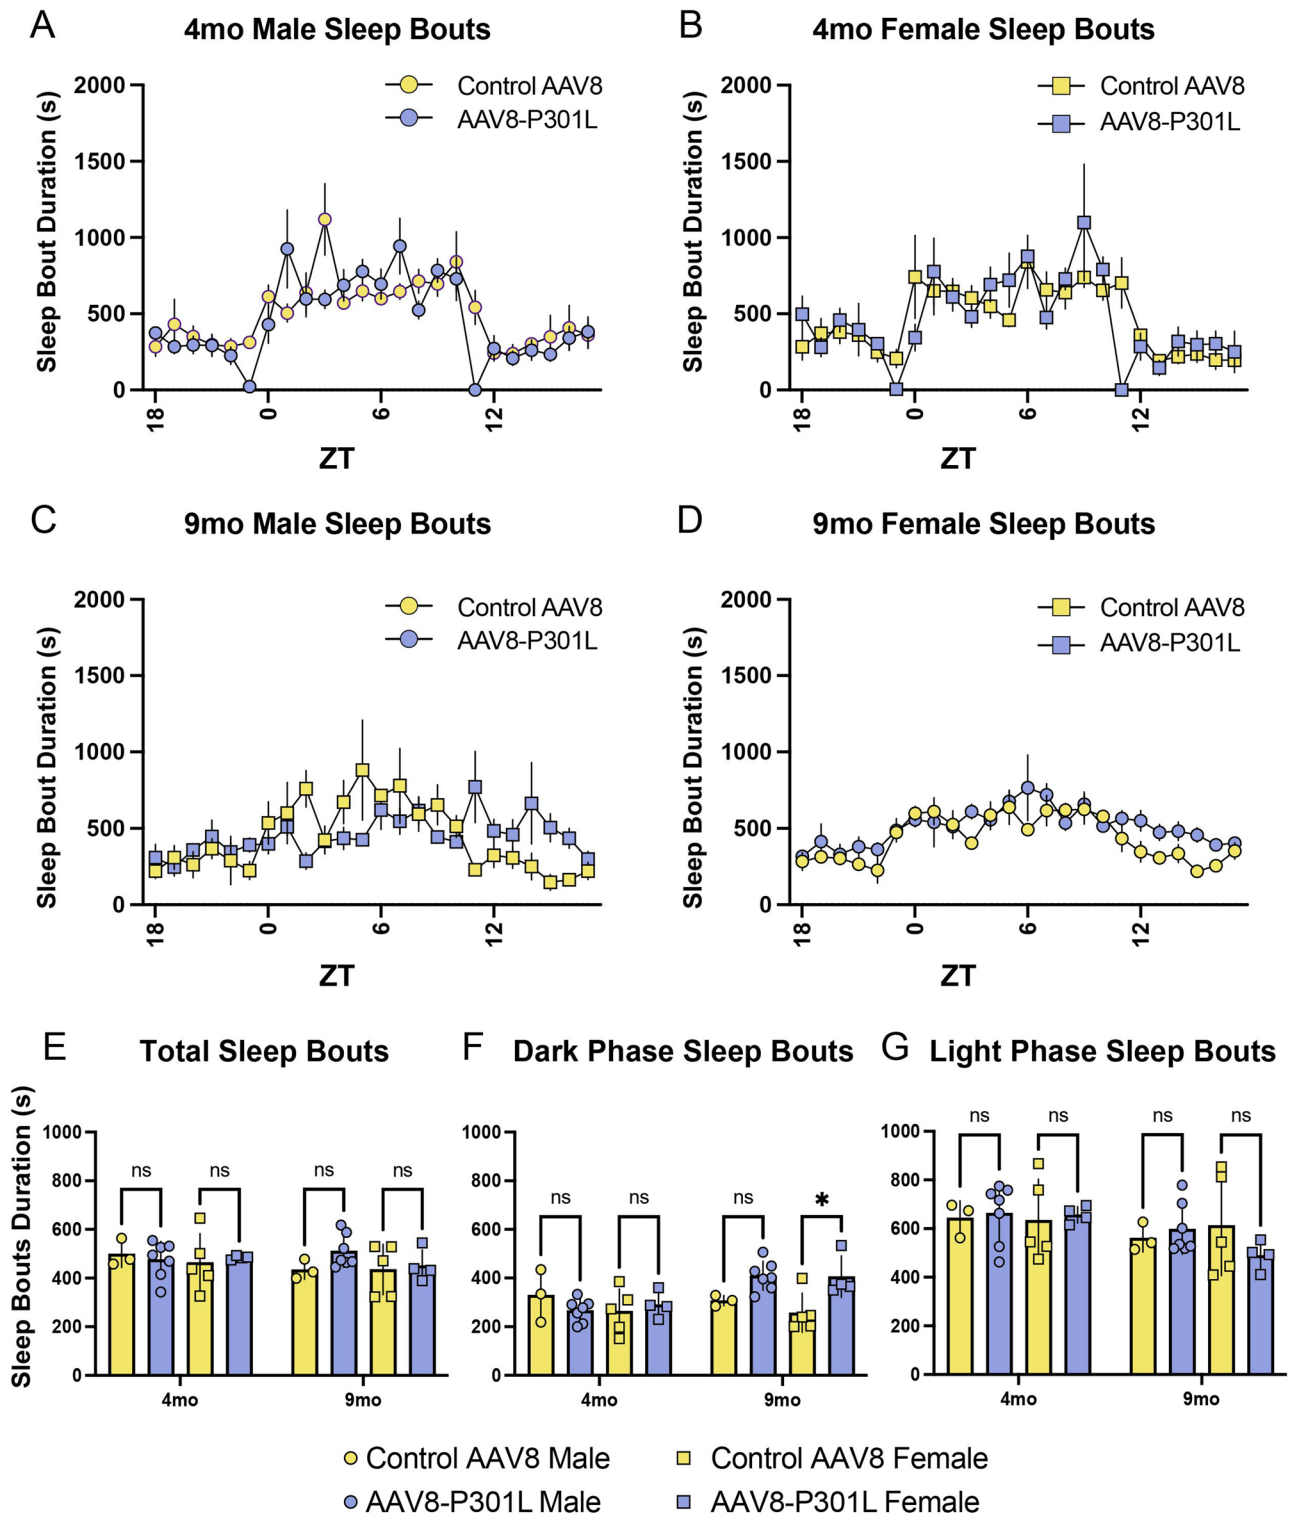 A
4mo Male Sleep Bouts
Sleep Bout Duration (s)
2000
1500
1000
500
0
Control AAV8
AAV8-P301L
18
0
6
12
ZT
B
4mo Female Sleep Bouts
Sleep Bout Duration (s)
2000
1500
1000
500
0
Control AAV8
AAV8-P301L
18
0
6
12
ZT
C
9mo Male Sleep Bouts
Sleep Bout Duration (s)
2000
1500
1000
500
0
Control AAV8
AAV8-P301L
18
0
6
12
ZT
D
9mo Female Sleep Bouts
Sleep Bout Duration (s)
2000
1500
1000
500
0
Control AAV8
AAV8-P301L
18
0
6
12
ZT
E
Total Sleep Bouts
Sleep Bouts Duration (s)
1000
800
600
400
200
0
ns
ns
ns
ns
4mo
9mo
F
Dark Phase Sleep Bouts
1000
800
600
400
200
0
ns
ns
ns
*
4mo
9mo
G
Light Phase Sleep Bouts
1000
800
600
400
200
0
ns
ns
ns
ns
4mo
9mo
Control AAV8 Male
Control AAV8 Female
AAV8-P301L Male
AAV8-P301L Female